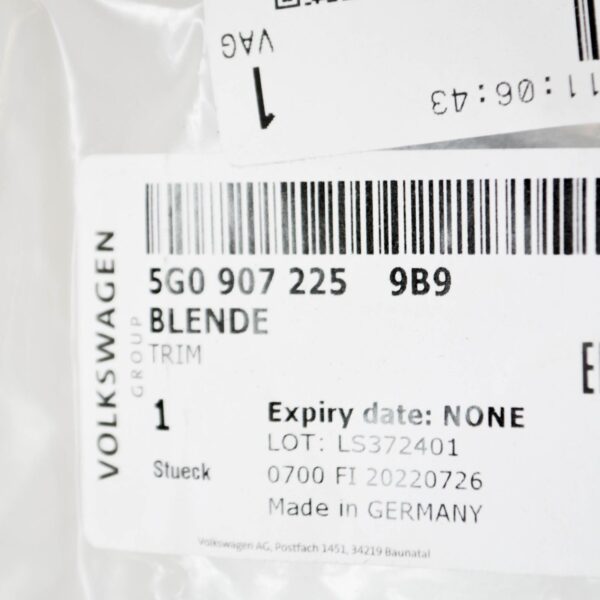 VAG
1
11:06:43
VOLKSWAGEN
GROUP
5G0 907 225 9B9
BLENDE
TRIM
1
Stueck
Expiry date: NONE
LOT: LS372401
0700 FI 20220726
Made in GERMANY
Volkswagen AG, Postfach 1451, 34219 Baunatal